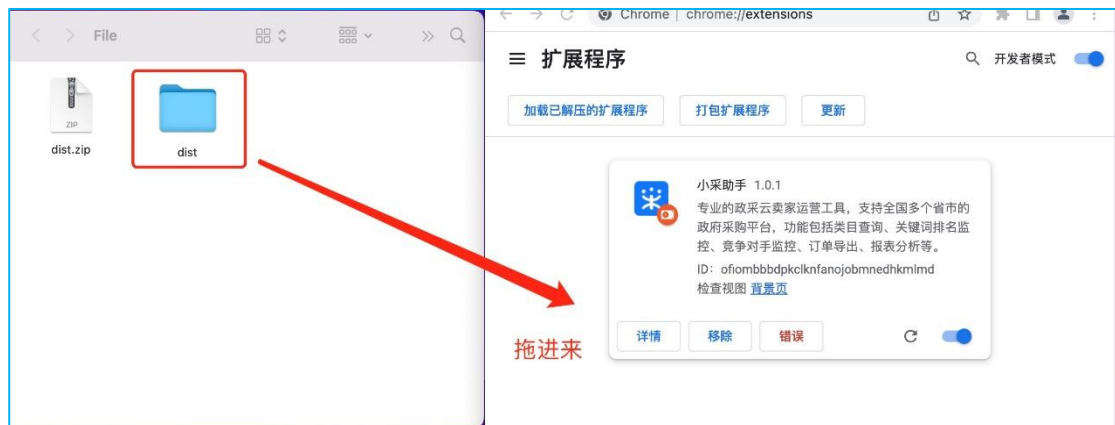 File
ZIP
dist.zip
dist
Chrome | chrome://extensions
扩展程序
开发者模式
加载已解压的扩展程序
打包扩展程序
更新
采
小采助手 1.0.1
专业的政采云卖家运营工具，支持全国多个省市的
政府采购平台，功能包括类目查询、关键词排名监
控、竞争对手监控、订单导出、报表分析等。
ID：ofiombbbdpkclknfanojobmnedhkmlmd
检查视图 背景页
详情
移除
错误
拖进来